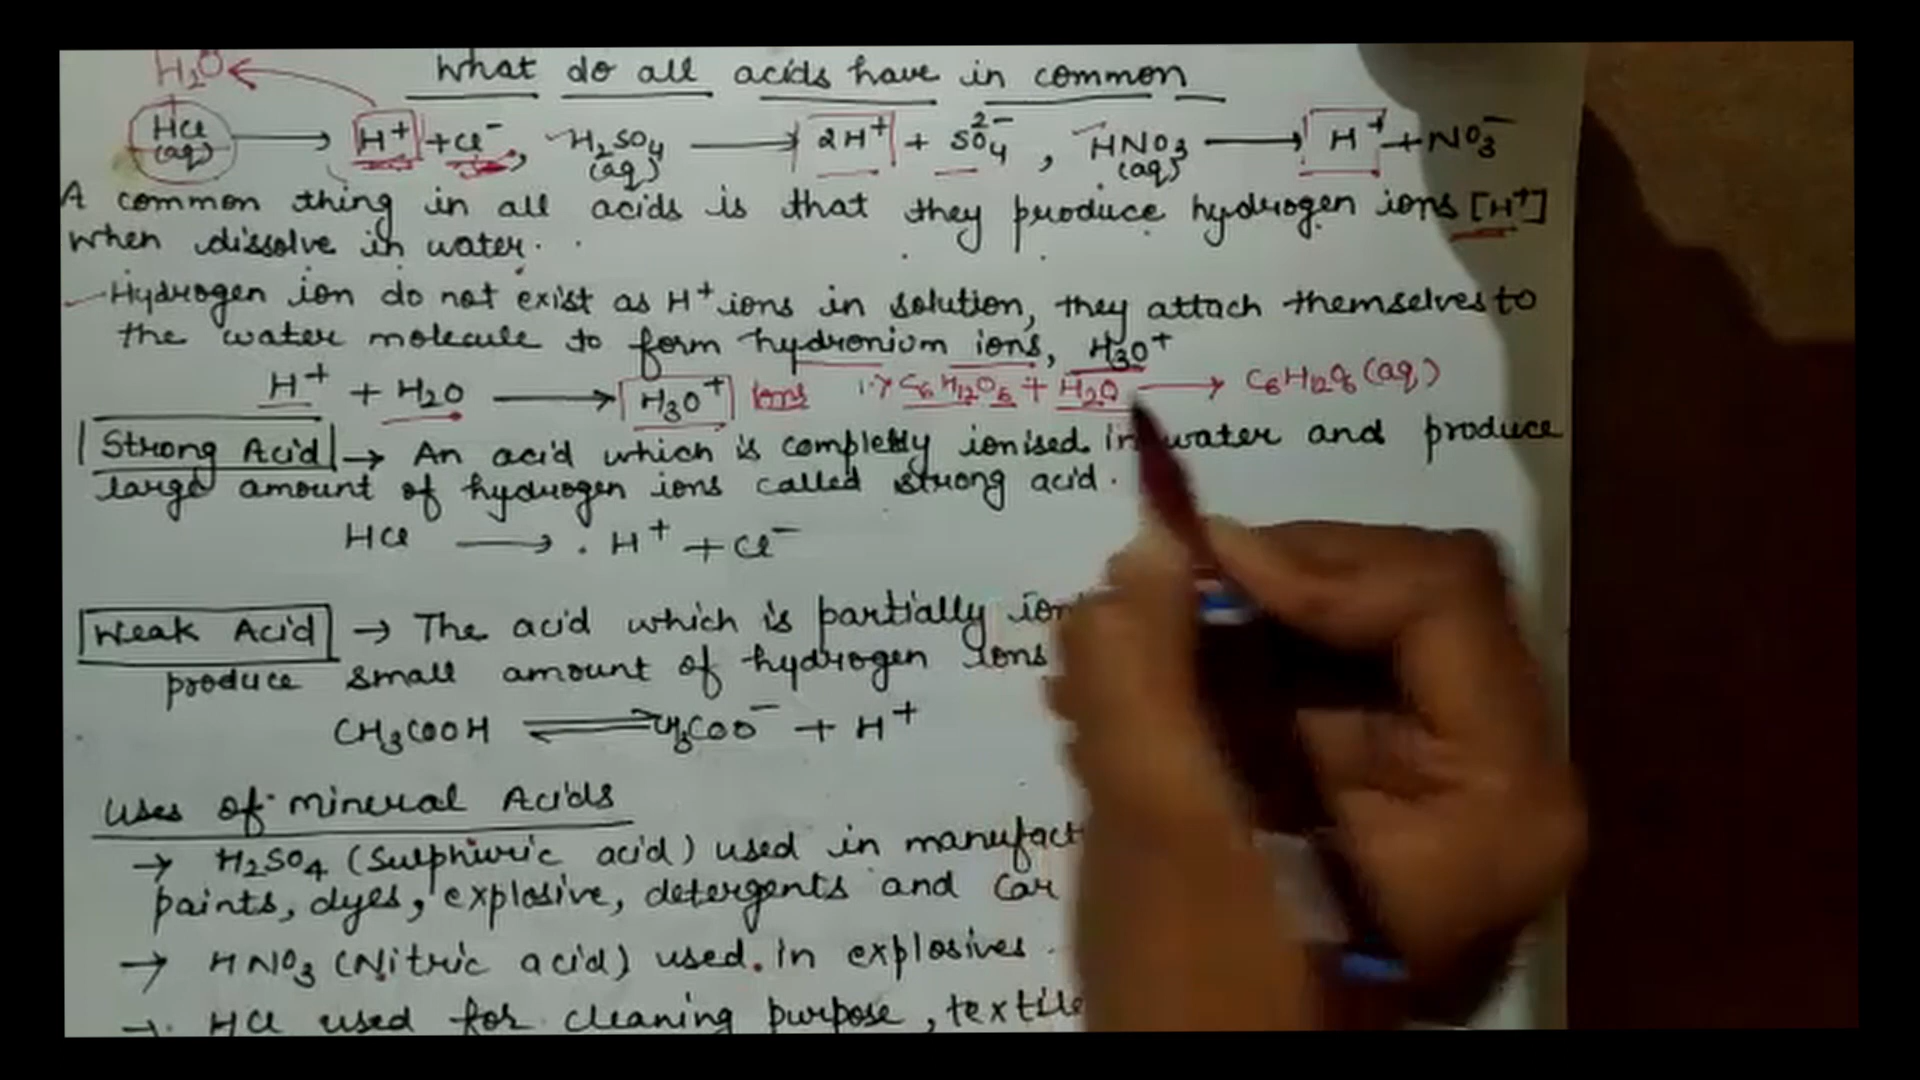 What do all acids have in common
H2O
+
HCl (aq) → H⁺ + Cl⁻, H2SO4 (aq) → 2H⁺ + SO4²⁻, HNO3 (aq) → H⁺ + NO3⁻
A common thing in all acids is that they produce hydrogen ions [H⁺]
when dissolve in water.
Hydrogen ion do not exist as H⁺ ions in solution, they attach themselves to
the water molecule to form hydronium ions, H3O⁺
H⁺ + H2O → H3O⁺ ions 1.> C6H12O6 + H2O → C6H12O6 (aq)
Strong Acid → An acid which is completly ionised in water and produce
large amount of hydrogen ions called strong acid.
HCl → H⁺ + Cl⁻
Weak Acid → The acid which is partially
produce small amount of hydrogen ions
CH3COOH ⇌ CH3COO⁻ + H⁺
Uses of mineral Acids
→ H2SO4 (Sulphuric acid) used in
paints, dyes, explosive, detergents and car
→ HNO3 (Nitric acid) used in explosives.
→ HCl used for cleaning purpose, textile